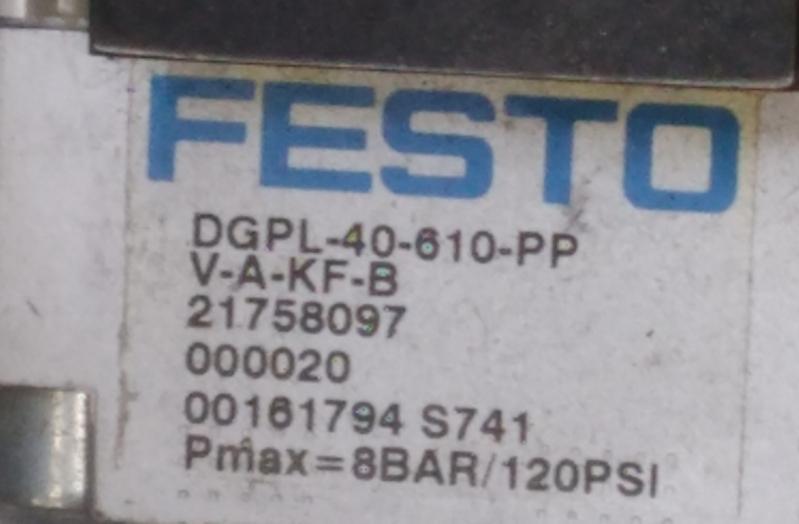 FESTO
DGPL-40-610-PP
V-A-KF-B
21758097
000020
00161794 S741
Pmax=8BAR/120PSI